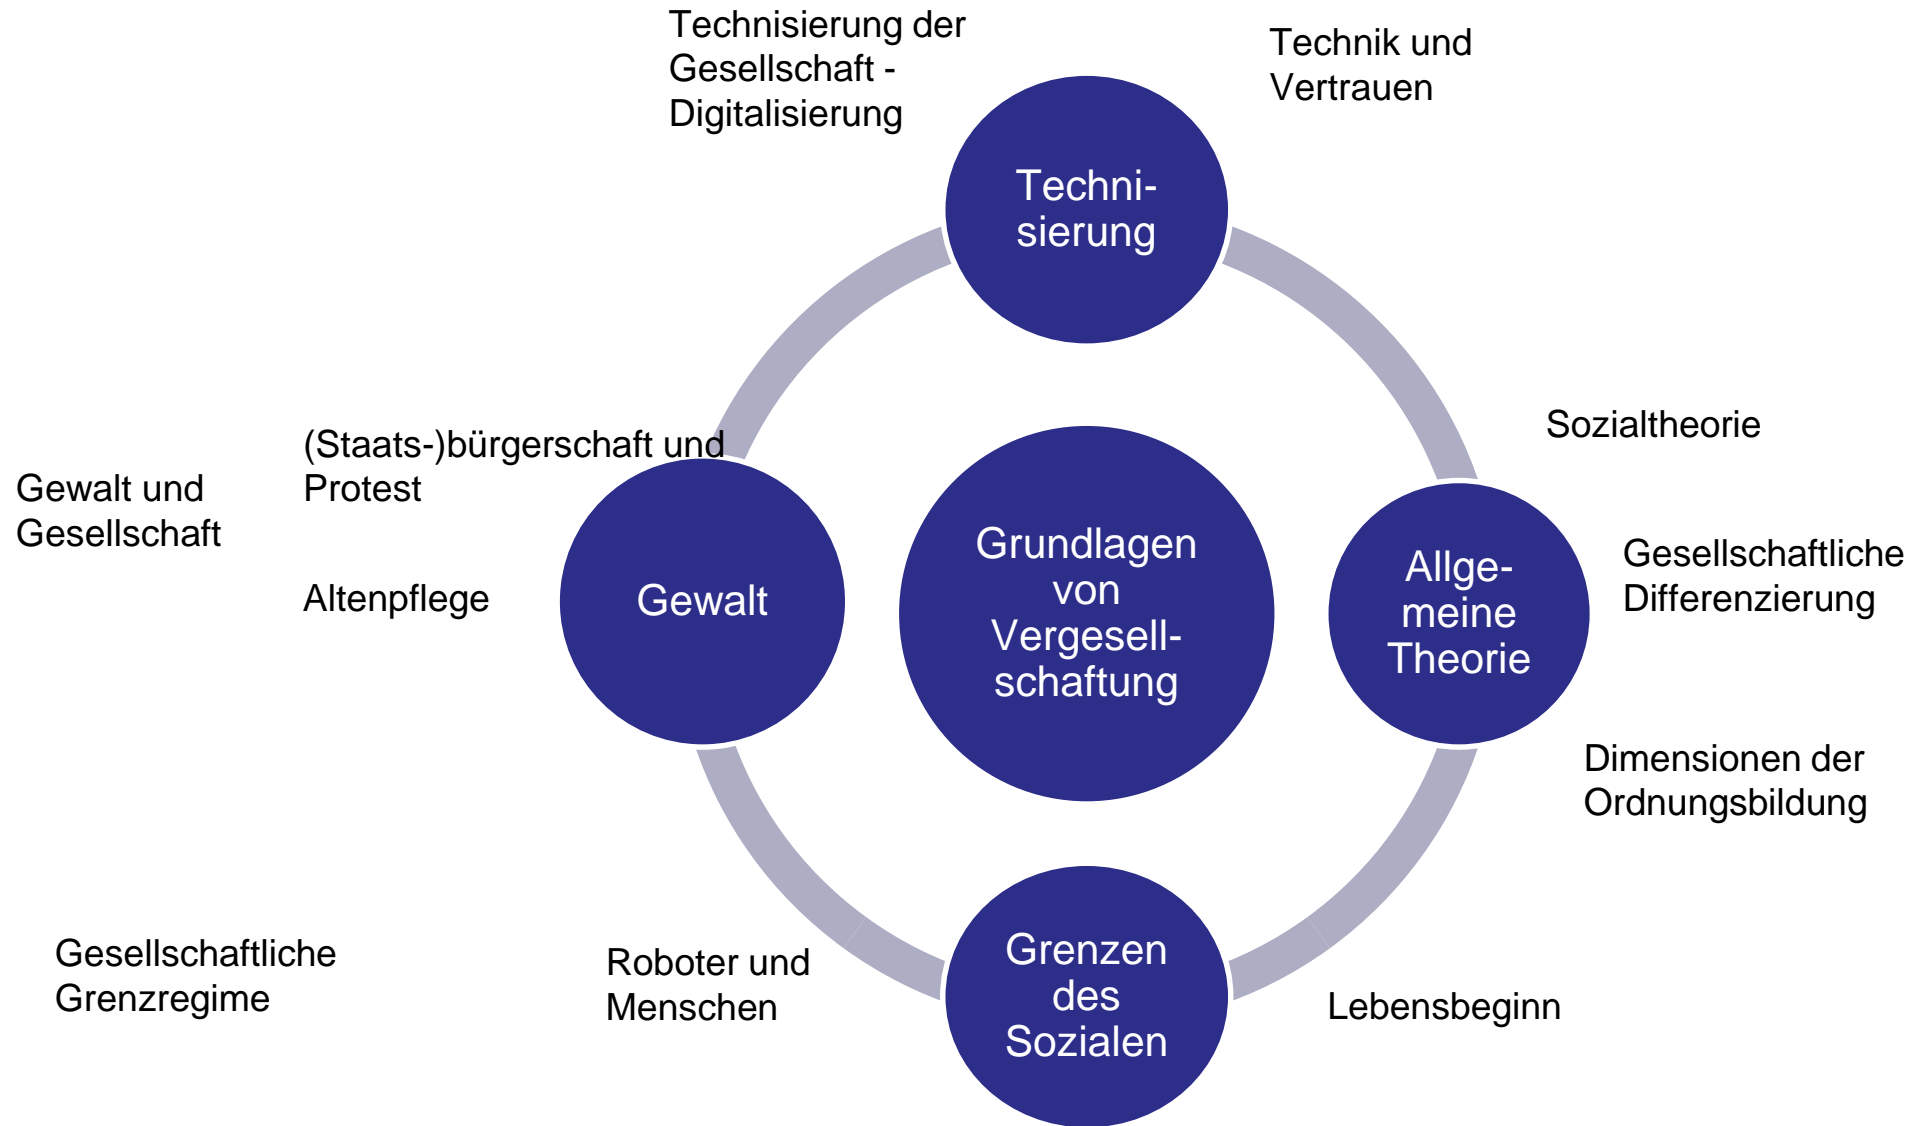 Technisierung der
Gesellschaft -
Digitalisierung
Technik und
Vertrauen
Techni-
sierung
(Staats-)bürgerschaft und
Protest
Gewalt und
Gesellschaft
Altenpflege
Gewalt
Grundlagen
von
Vergesell-
schaftung
Sozialtheorie
Allge-
meine
Theorie
Gesellschaftliche
Differenzierung
Dimensionen der
Ordnungsbildung
Gesellschaftliche
Grenzregime
Roboter und
Menschen
Grenzen
des
Sozialen
Lebensbeginn